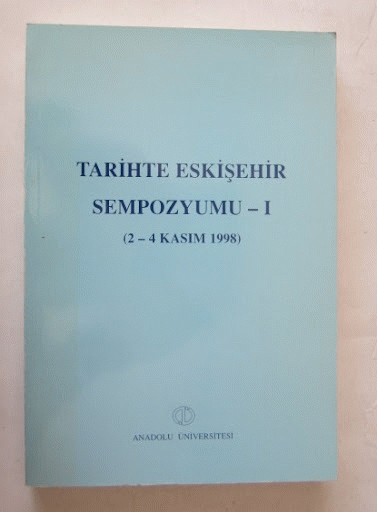 TARİHTE ESKİŞEHİR
SEMPOZYUMU – I
(2 – 4 KASIM 1998)
ANADOLU ÜNİVERSİTESİ